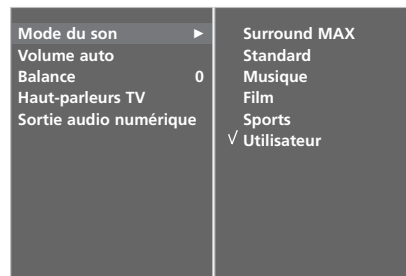 Mode du son ►
Volume auto
Balance 0
Haut-parleurs TV
Sortie audio numérique
Surround MAX
Standard
Musique
Film
Sports
√ Utilisateur